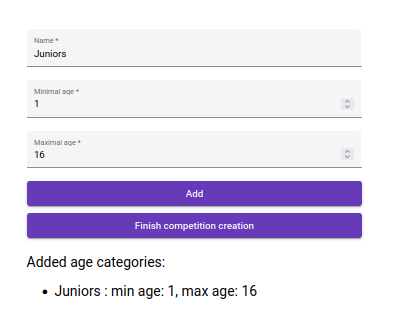 Name *
Juniors
Minimal age *
1
Maximal age *
16
Add
Finish competition creation
Added age categories:
• Juniors : min age: 1, max age: 16